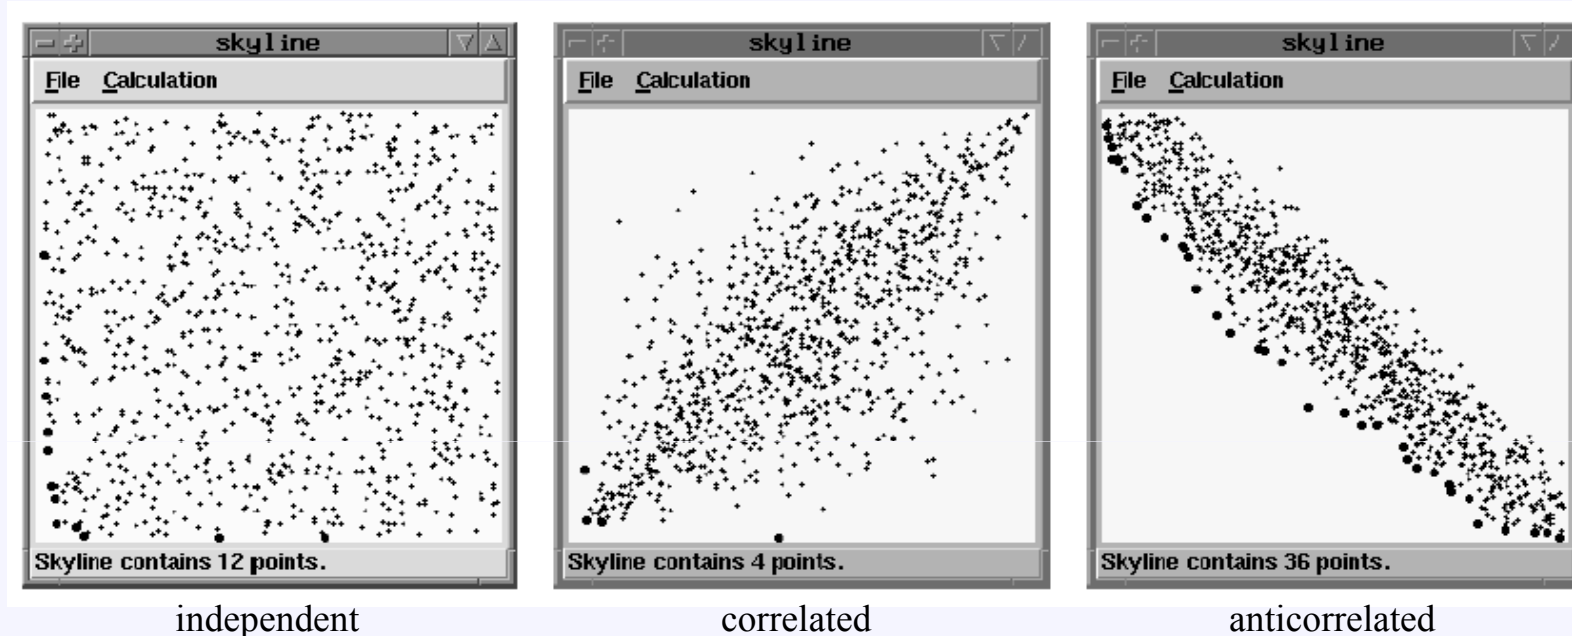 skyline
File Calculation
Skyline contains 12 points.
independent
skyline
File Calculation
Skyline contains 4 points.
correlated
skyline
File Calculation
Skyline contains 36 points.
anticorrelated